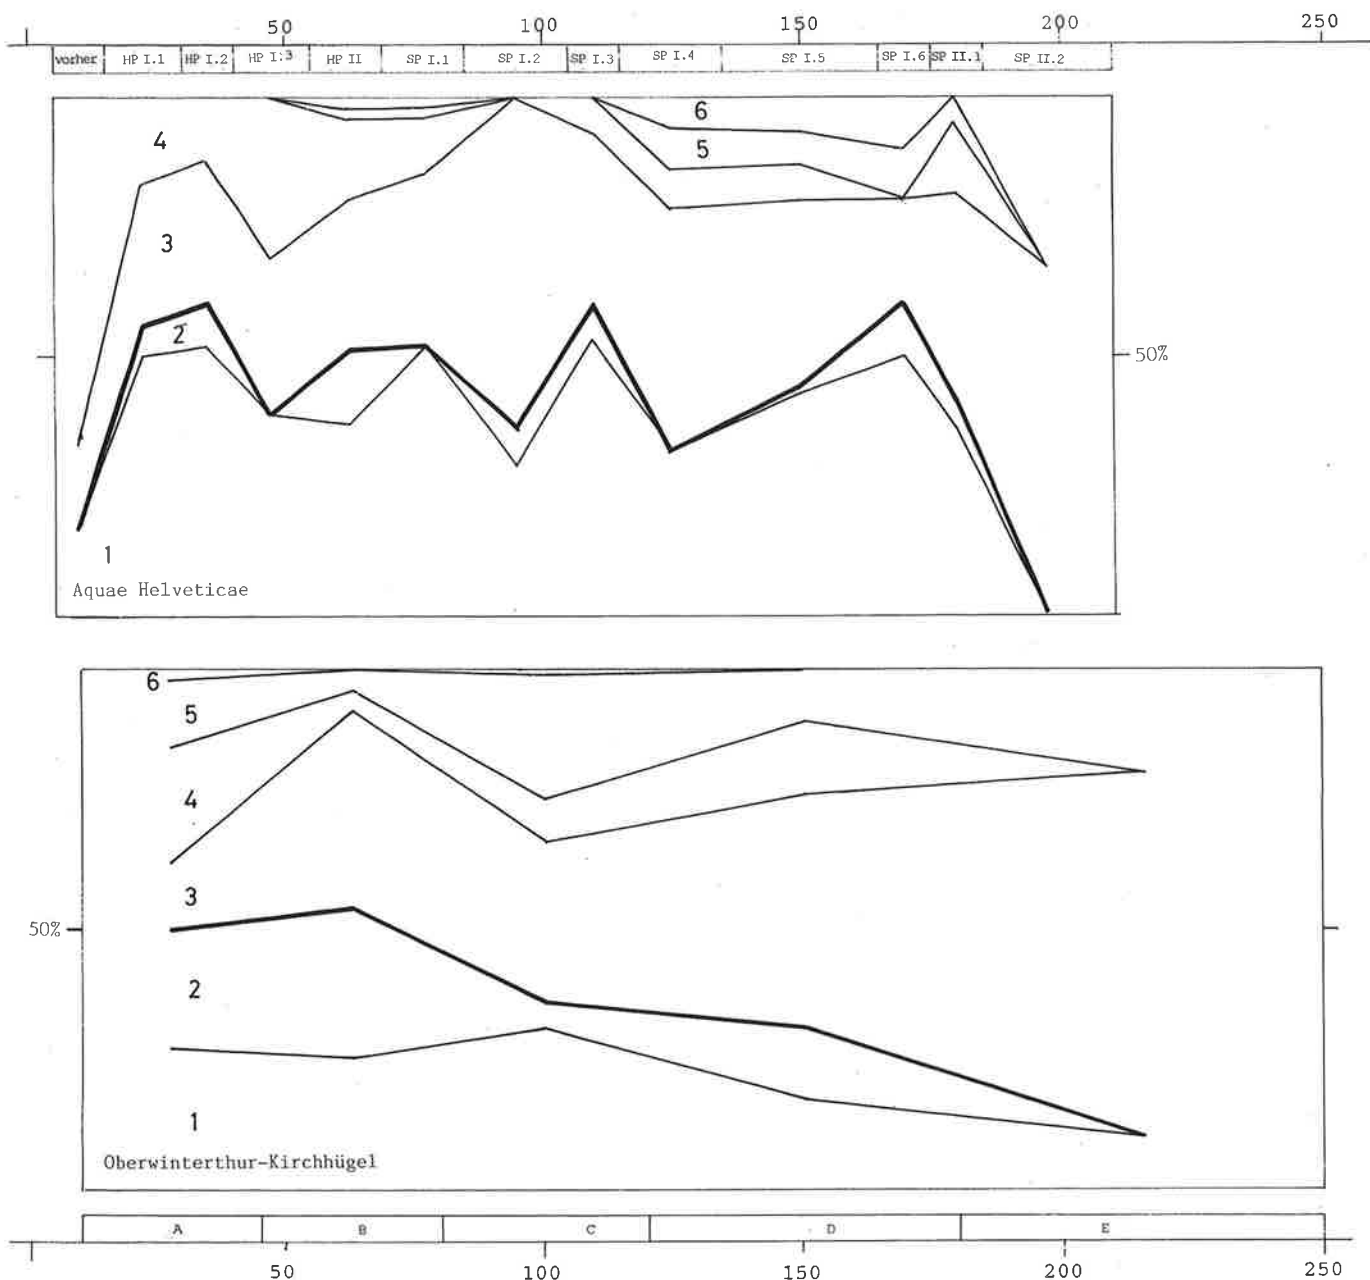 50 100 150 200 250
vorher HP I.1 HP I.2 HP I:3 HP II SP I.1 SP I.2 SP I.3 SP I.4 SP I.5 SP I.6 SP II.1 SP II.2
6
4
5
3
2
50%
1
Aquae Helveticae
6
5
4
3
50%
2
1
Oberwinterthur-Kirchhügel
A B C D E
50 100 150 200 250